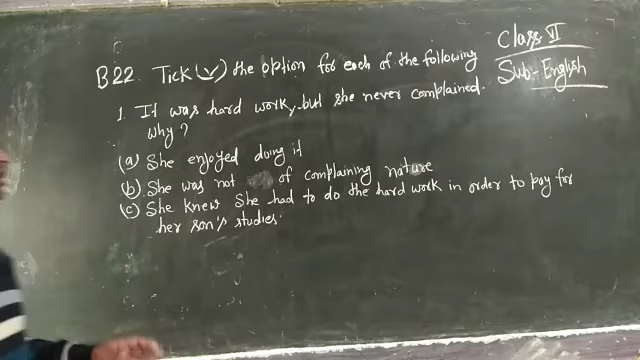 Class VI
Sub- English
B22. Tick (✓) the option for each of the following
1. It was hard work, but she never complained.
Why?
(a) She enjoyed doing it
(b) She was not of complaining nature
(c) She knew she had to do the hard work in order to pay for
her son's studies.